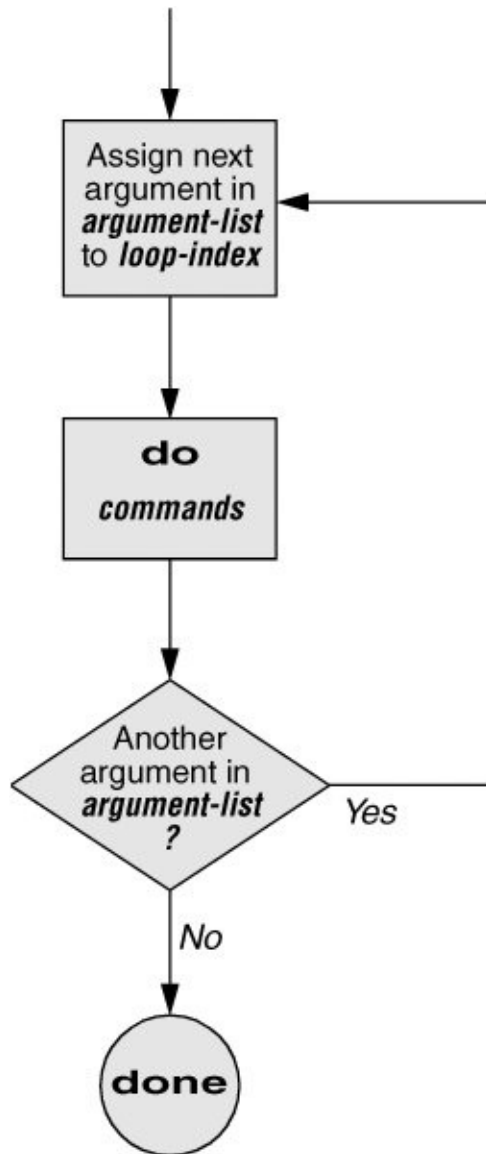 Assign next
argument in
argument-list
to loop-index
do
commands
Another
argument in
argument-list
?
Yes
No
done